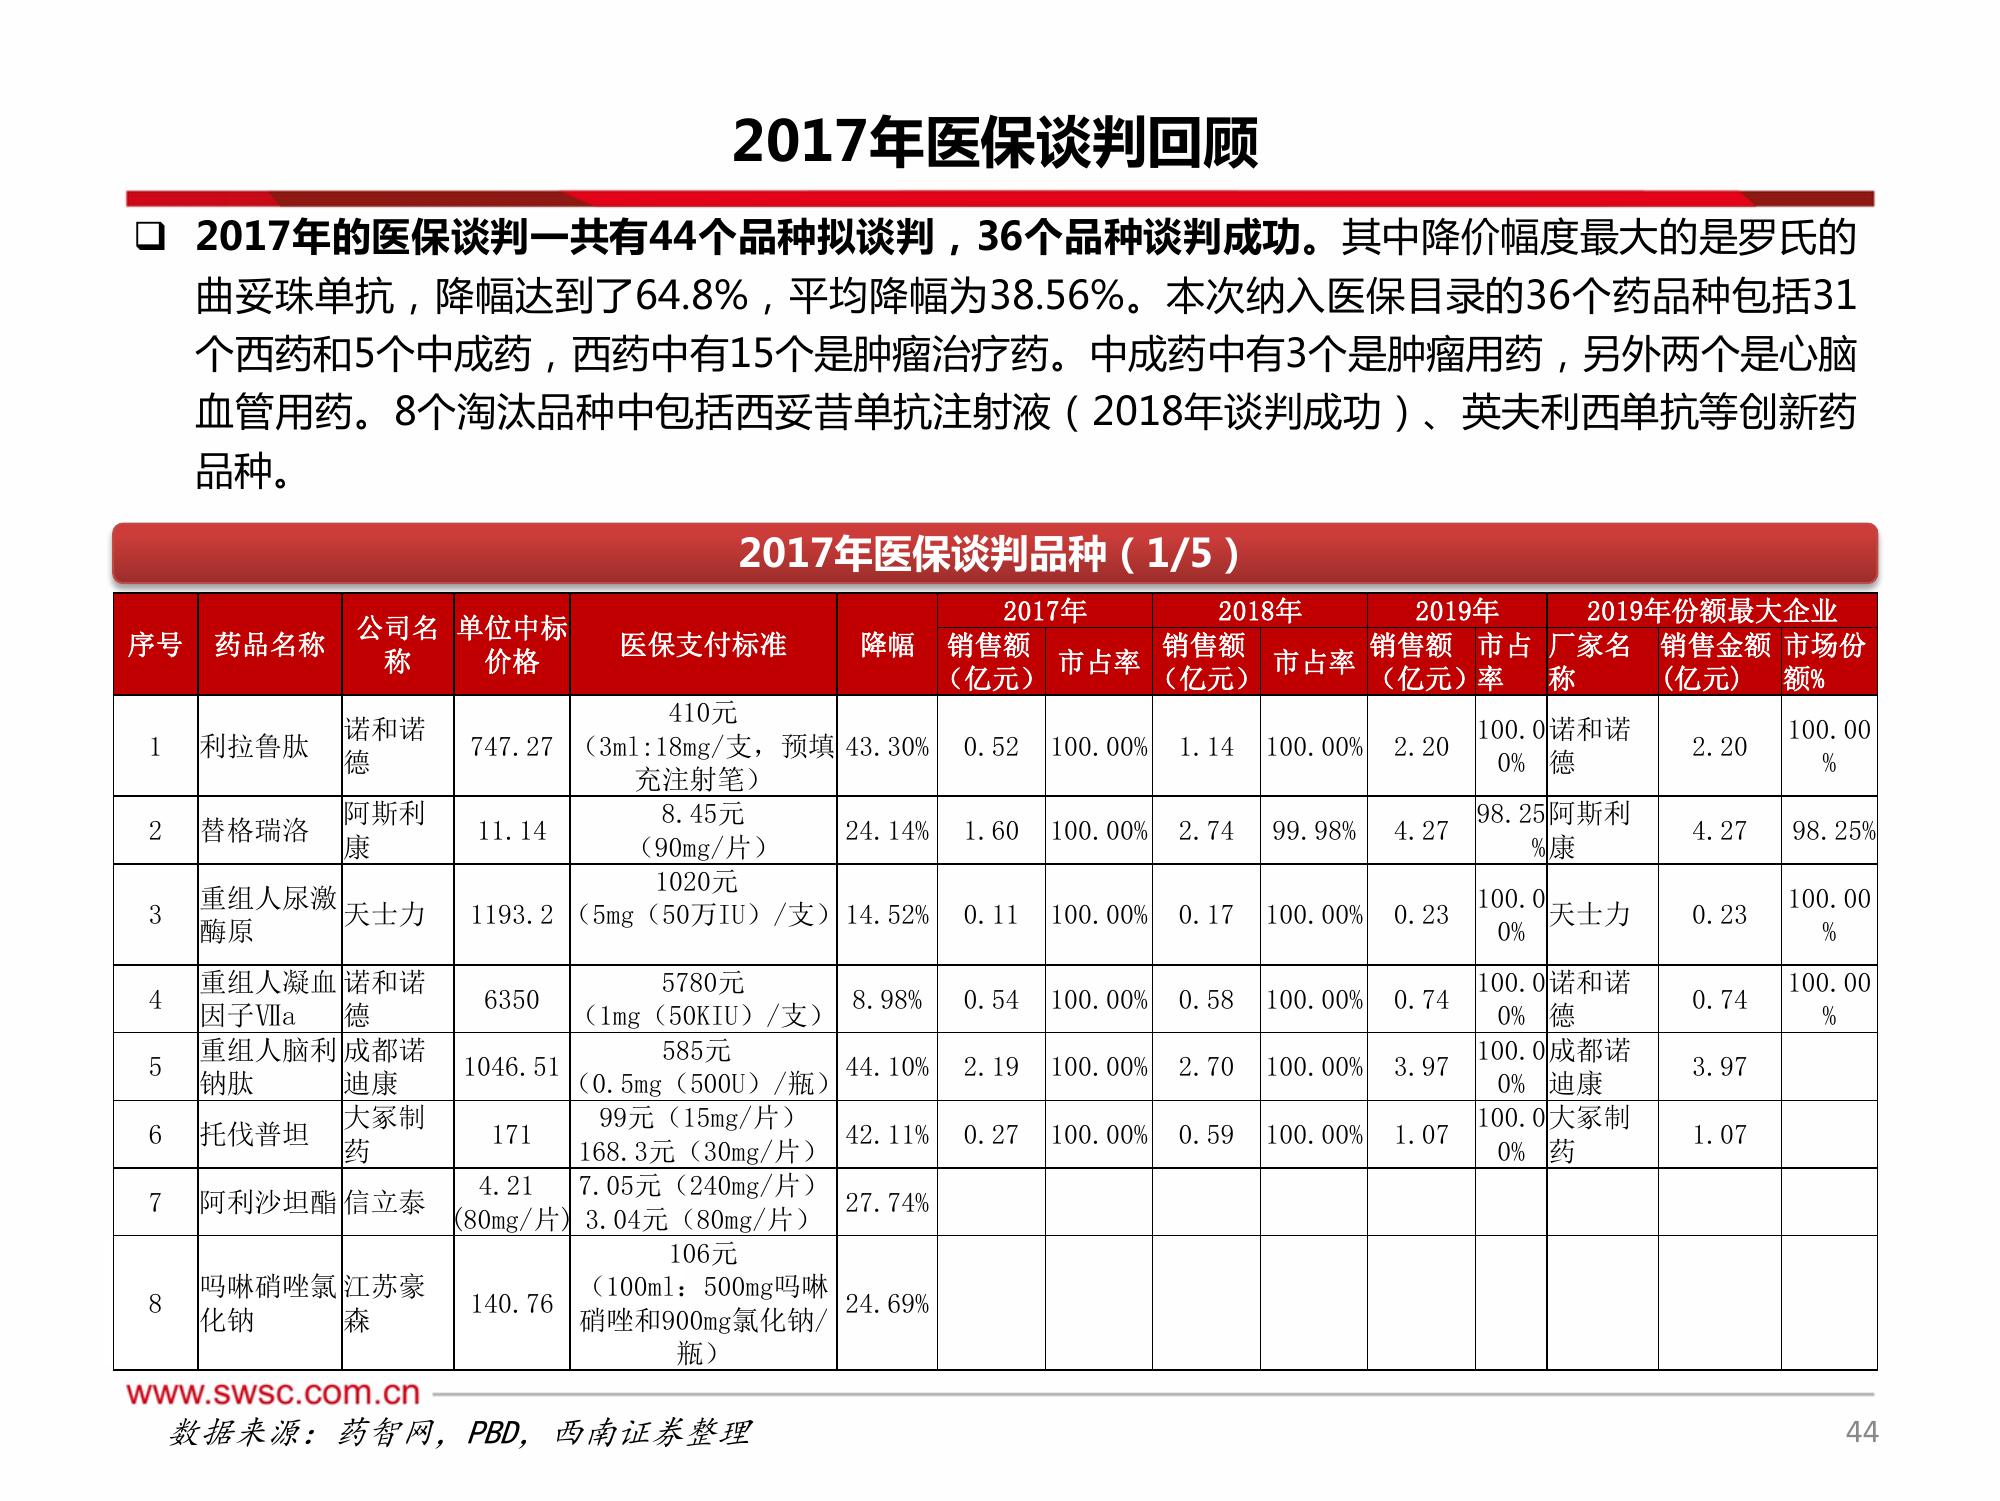 2017年医保谈判回顾
❑ 2017年的医保谈判一共有44个品种拟谈判，36个品种谈判成功。其中降价幅度最大的是罗氏的
曲妥珠单抗，降幅达到了64.8%，平均降幅为38.56%。本次纳入医保目录的36个药品种包括31
个西药和5个中成药，西药中有15个是肿瘤治疗药。中成药中有3个是肿瘤用药，另外两个是心脑
血管用药。8个淘汰品种中包括西妥昔单抗注射液（2018年谈判成功）、英夫利西单抗等创新药
品种。
2017年医保谈判品种（1/5）
序号 药品名称 公司名称 单位中标价格 医保支付标准 降幅 2017年 2018年 2019年 2019年份额最大企业
销售额（亿元） 市占率 销售额（亿元） 市占率 销售额（亿元） 市占率 厂家名称 销售金额(亿元) 市场份额%
1 利拉鲁肽 诺和诺德 747.27 410元（3ml:18mg/支，预填充注射笔） 43.30% 0.52 100.00% 1.14 100.00% 2.20 100.00% 诺和诺德 2.20 100.00%
2 替格瑞洛 阿斯利康 11.14 8.45元（90mg/片） 24.14% 1.60 100.00% 2.74 99.98% 4.27 98.25% 阿斯利康 4.27 98.25%
3 重组人尿激酶原 天士力 1193.2 1020元（5mg（50万IU）/支） 14.52% 0.11 100.00% 0.17 100.00% 0.23 100.00% 天士力 0.23 100.00%
4 重组人凝血因子Ⅶa 诺和诺德 6350 5780元（1mg（50KIU）/支） 8.98% 0.54 100.00% 0.58 100.00% 0.74 100.00% 诺和诺德 0.74 100.00%
5 重组人脑利钠肽 成都诺迪康 1046.51 585元（0.5mg（500U）/瓶） 44.10% 2.19 100.00% 2.70 100.00% 3.97 100.00% 成都诺迪康 3.97
6 托伐普坦 大冢制药 171 99元（15mg/片）168.3元（30mg/片） 42.11% 0.27 100.00% 0.59 100.00% 1.07 100.00% 大冢制药 1.07
7 阿利沙坦酯 信立泰 4.21(80mg/片) 7.05元（240mg/片）3.04元（80mg/片） 27.74%
8 吗啉硝唑氯化钠 江苏豪森 140.76 106元（100ml：500mg吗啉硝唑和900mg氯化钠/瓶） 24.69%
www.swsc.com.cn
数据来源：药智网，PBD，西南证券整理
44